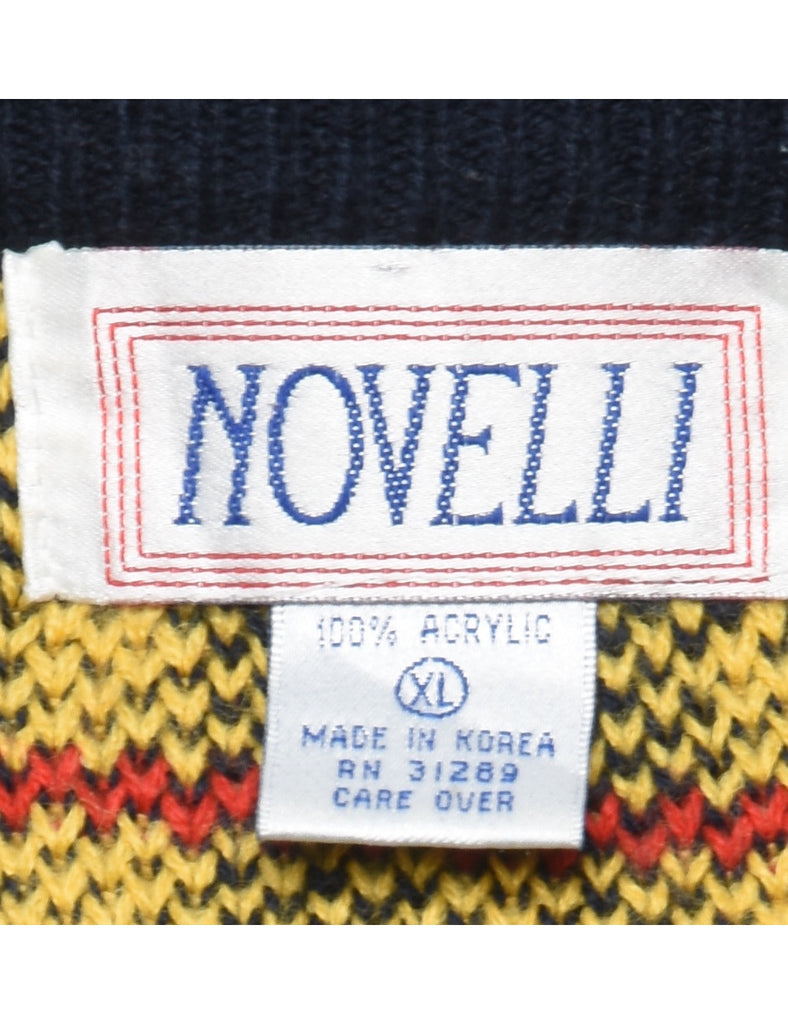 NOVELLI
100% ACRYLIC
XL
MADE IN KOREA
RN 31289
CARE OVER